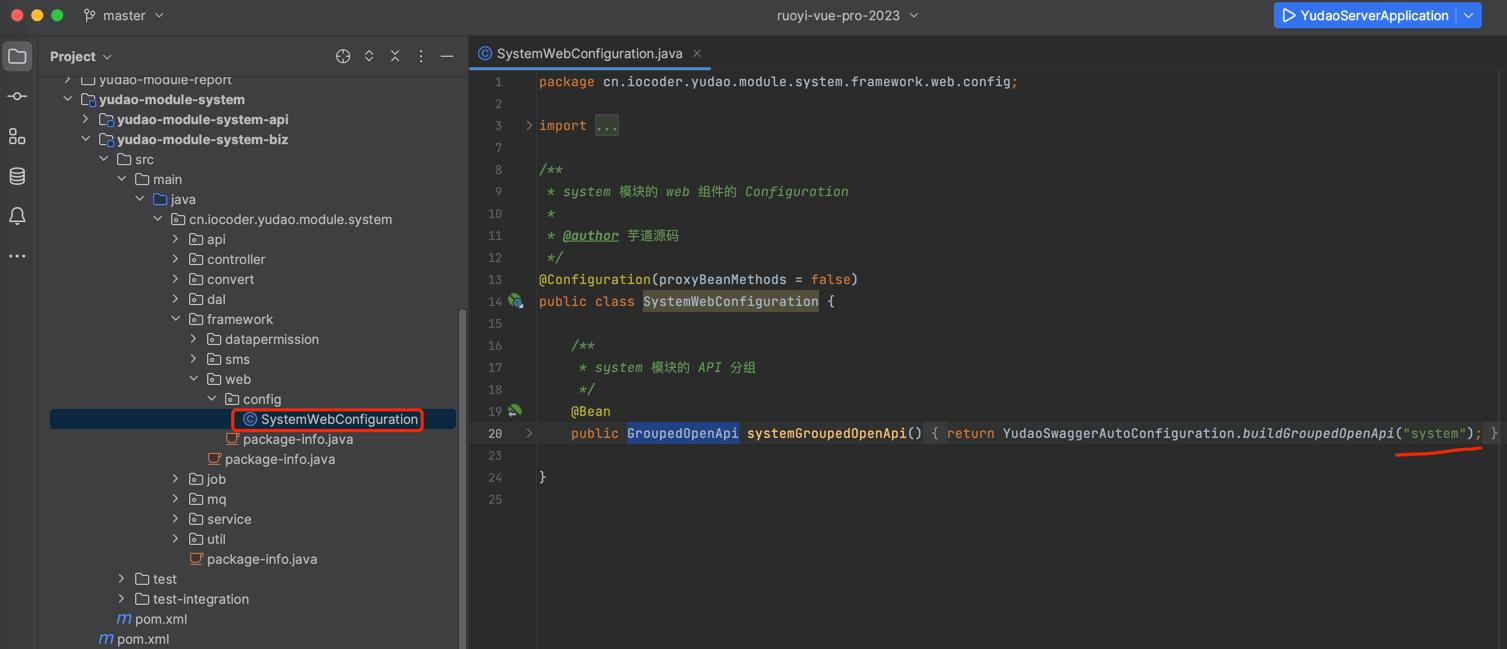 master
ruoyi-vue-pro-2023
YudaoServerApplication
Project
yudao-module-report
yudao-module-system
yudao-module-system-api
yudao-module-system-biz
src
main
java
cn.iocoder.yudao.module.system
api
controller
convert
dal
framework
datapermission
sms
web
config
SystemWebConfiguration
package-info.java
package-info.java
job
mq
service
util
package-info.java
test
test-integration
m pom.xml
m pom.xml
SystemWebConfiguration.java
1 package cn.iocoder.yudao.module.system.framework.web.config;
2
3 import ...
7
8 /**
9 * system 模块的 web 组件的 Configuration
10 *
11 * @author 芋道源码
12 */
13 @Configuration(proxyBeanMethods = false)
14 public class SystemWebConfiguration {
15
16 /**
17 * system 模块的 API 分组
18 */
19 @Bean
20 public GroupedOpenApi systemGroupedOpenApi() { return YudaoSwaggerAutoConfiguration.buildGroupedOpenApi("system"); }
23
24 }
25